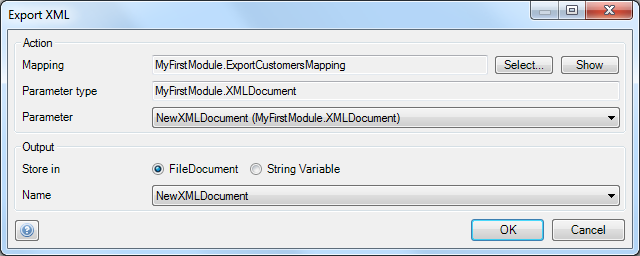 Export XML
Action
Mapping MyFirstModule.ExportCustomersMapping Select... Show
Parameter type MyFirstModule.XMLDocument
Parameter NewXMLDocument (MyFirstModule.XMLDocument)
Output
Store in FileDocument String Variable
Name NewXMLDocument
? OK Cancel